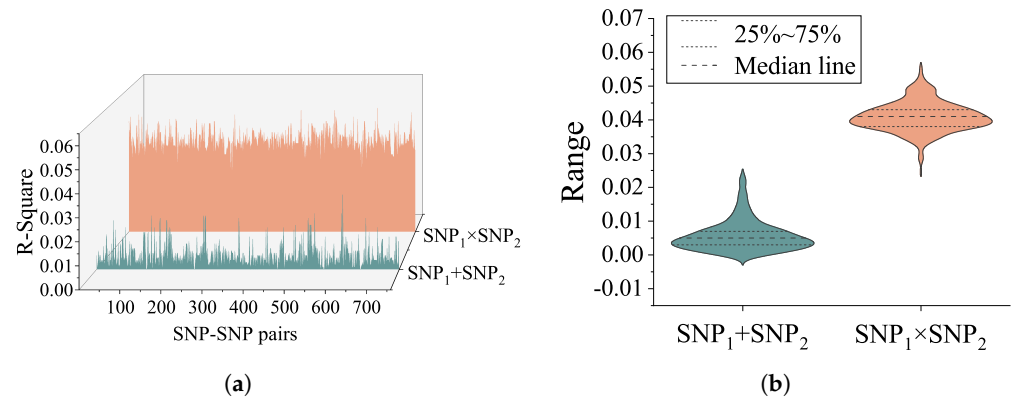 0.06
0.05
0.04
0.03
0.02
0.01
0.00
R-Square
100 200 300 400 500 600 700
SNP-SNP pairs
SNP₁×SNP₂
SNP₁+SNP₂
(a)
0.07
0.06
0.05
0.04
0.03
0.02
0.01
0.00
-0.01
Range
25%~75%
Median line
SNP₁+SNP₂ SNP₁×SNP₂
(b)